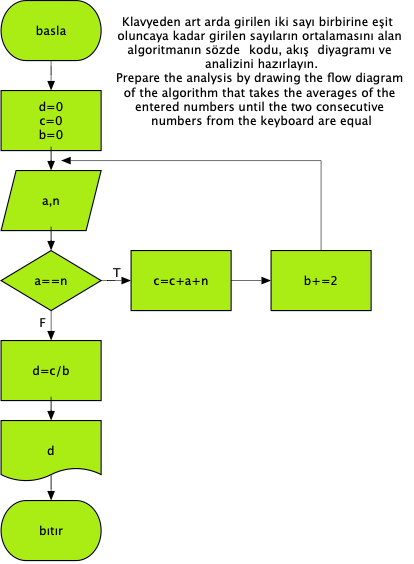 basla
Klavyeden art arda girilen iki sayı birbirine eşit
oluncaya kadar girilen sayıların ortalamasını alan
algoritmanın sözde kodu, akış diyagramı ve
analizini hazırlayın.
Prepare the analysis by drawing the flow diagram
of the algorithm that takes the averages of the
entered numbers until the two consecutive
numbers from the keyboard are equal
d=0
c=0
b=0
a,n
a==n
T
c=c+a+n
b+=2
F
d=c/b
d
bıtır